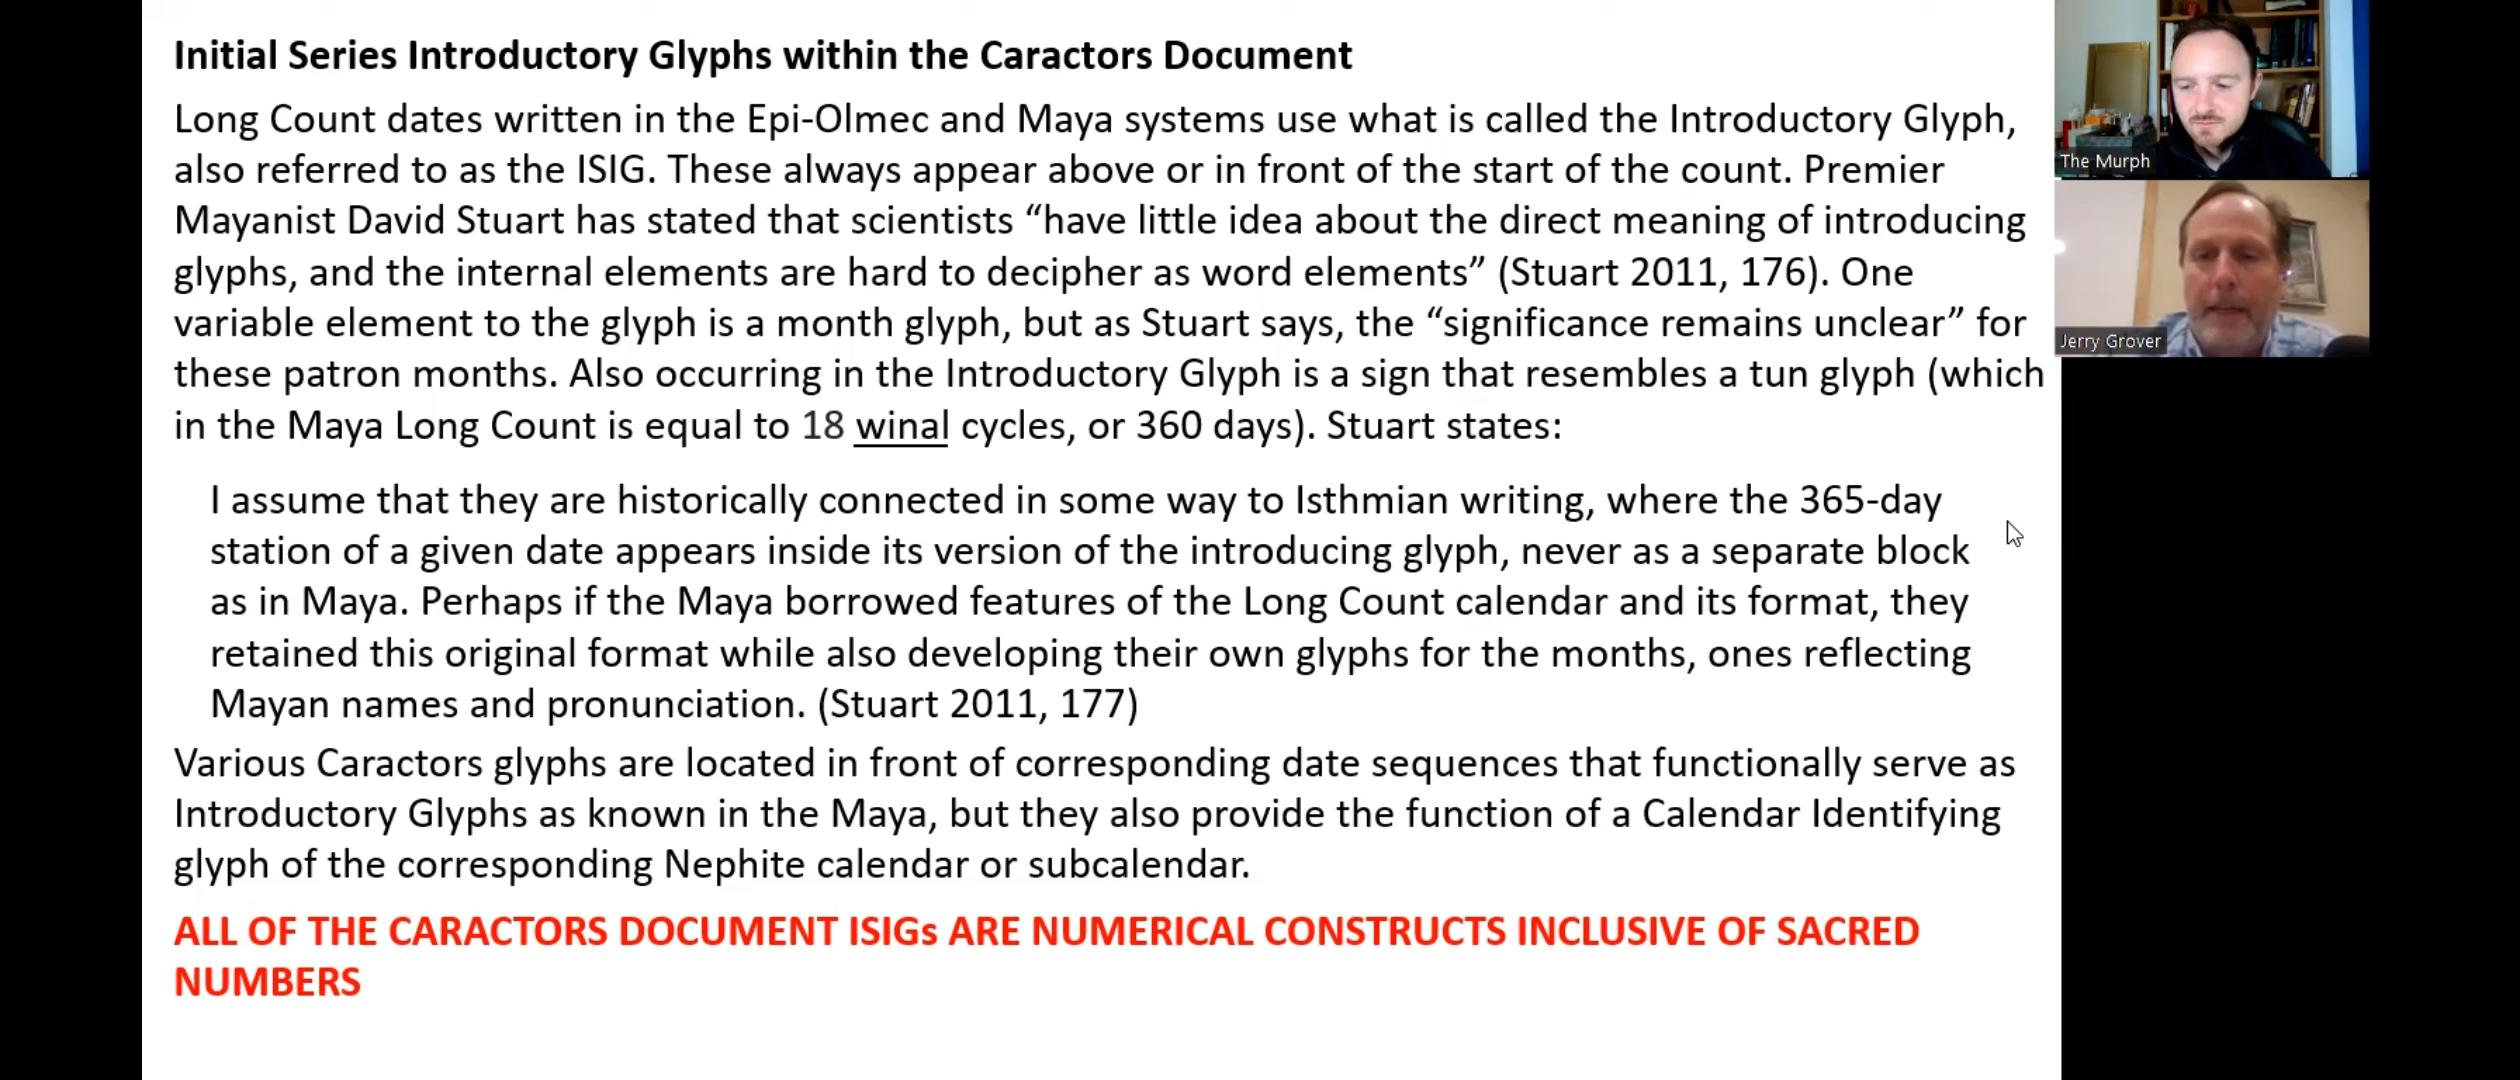 Initial Series Introductory Glyphs within the Caractors Document
Long Count dates written in the Epi-Olmec and Maya systems use what is called the Introductory Glyph,
also referred to as the ISIG. These always appear above or in front of the start of the count. Premier
Mayanist David Stuart has stated that scientists “have little idea about the direct meaning of introducing
glyphs, and the internal elements are hard to decipher as word elements” (Stuart 2011, 176). One
variable element to the glyph is a month glyph, but as Stuart says, the “significance remains unclear” for
these patron months. Also occurring in the Introductory Glyph is a sign that resembles a tun glyph (which
in the Maya Long Count is equal to 18 winal cycles, or 360 days). Stuart states:
I assume that they are historically connected in some way to Isthmian writing, where the 365-day
station of a given date appears inside its version of the introducing glyph, never as a separate block
as in Maya. Perhaps if the Maya borrowed features of the Long Count calendar and its format, they
retained this original format while also developing their own glyphs for the months, ones reflecting
Mayan names and pronunciation. (Stuart 2011, 177)
Various Caractors glyphs are located in front of corresponding date sequences that functionally serve as
Introductory Glyphs as known in the Maya, but they also provide the function of a Calendar Identifying
glyph of the corresponding Nephite calendar or subcalendar.
ALL OF THE CARACTORS DOCUMENT ISIGs ARE NUMERICAL CONSTRUCTS INCLUSIVE OF SACRED
NUMBERS
The Murph
Jerry Grover